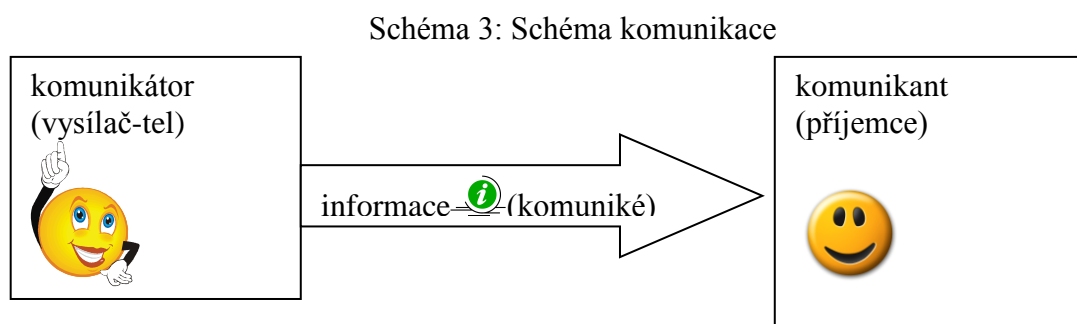 Schéma 3: Schéma komunikace
komunikátor
(vysílač-tel)
informace i (komuniké)
komunikant
(příjemce)